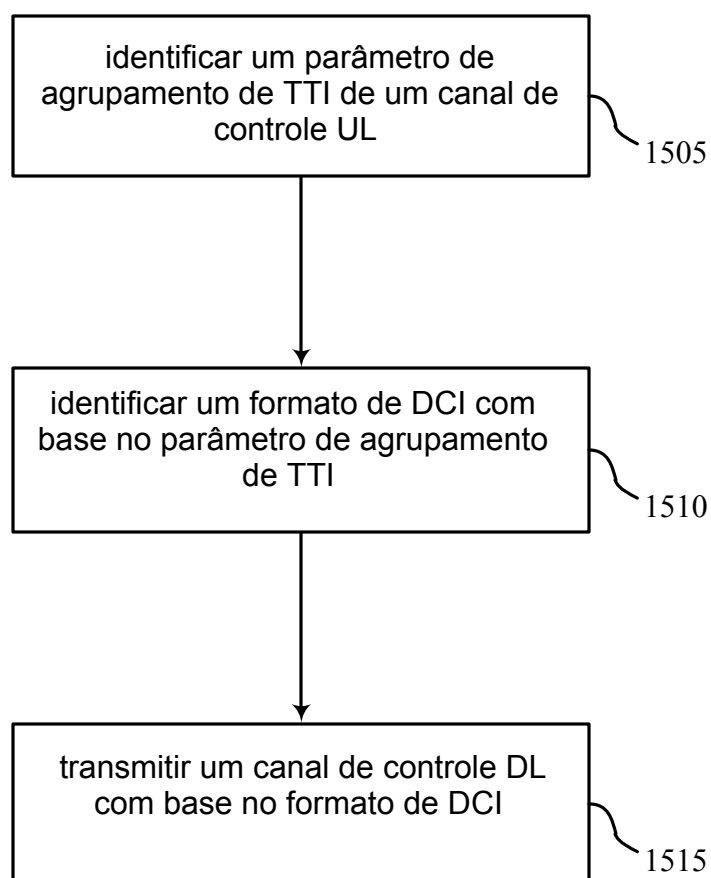 identificar um parâmetro de
agrupamento de TTI de um canal de
controle UL
1505
identificar um formato de DCI com
base no parâmetro de agrupamento
de TTI
1510
transmitir um canal de controle DL
com base no formato de DCI
1515